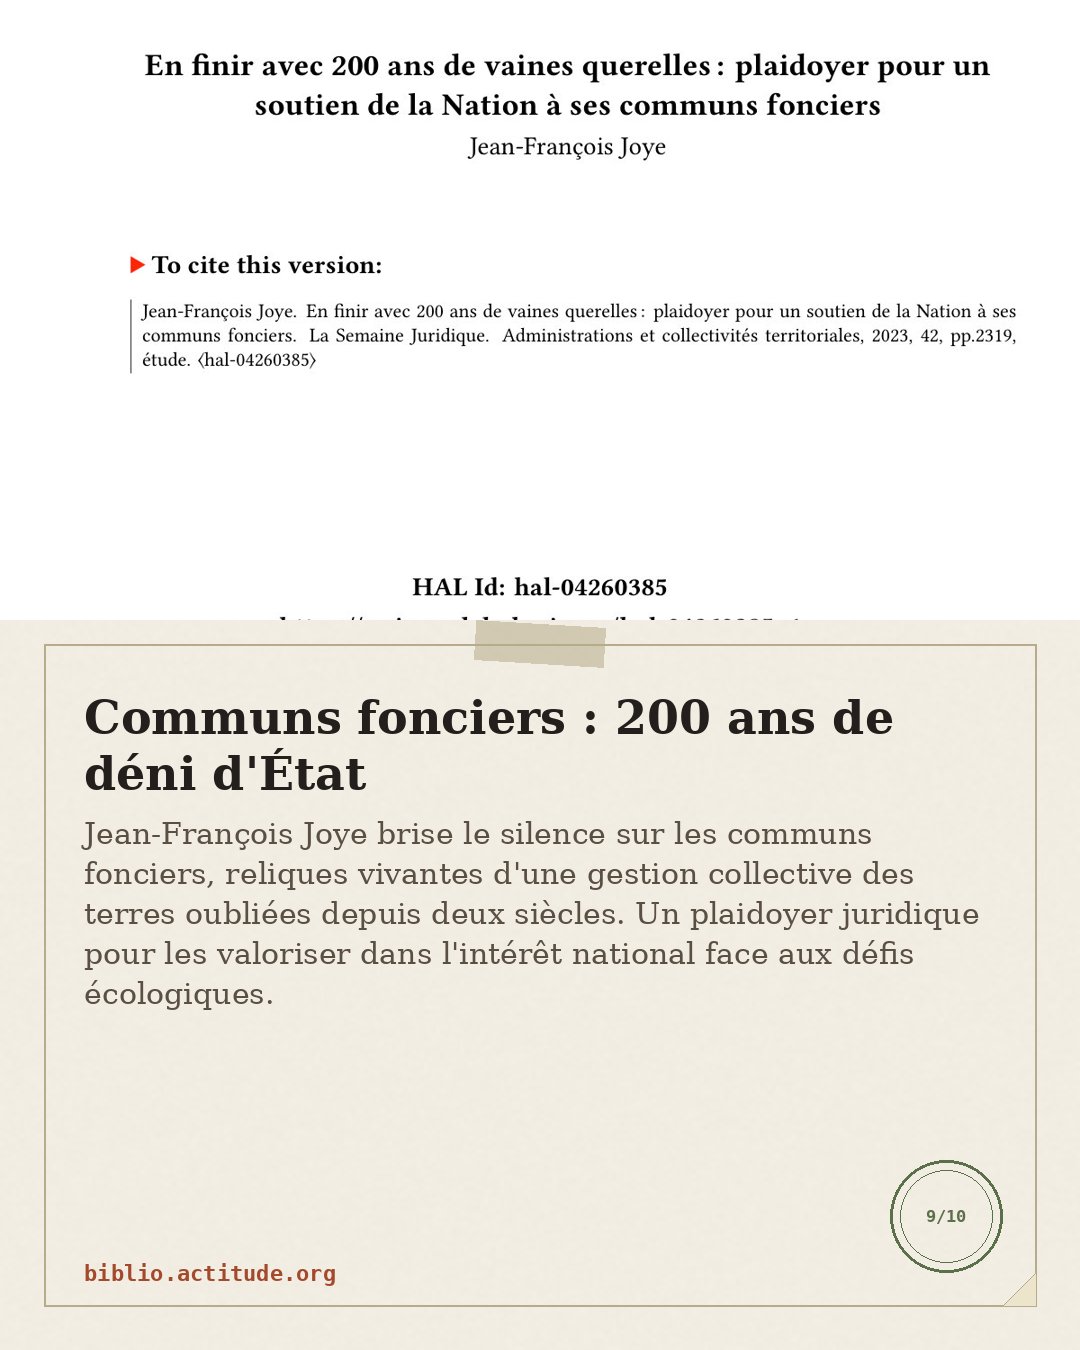 En finir avec 200 ans de vaines querelles : plaidoyer pour un
soutien de la Nation à ses communs fonciers
Jean-François Joye
To cite this version:
Jean-François Joye. En finir avec 200 ans de vaines querelles : plaidoyer pour un soutien de la Nation à ses
communs fonciers. La Semaine Juridique. Administrations et collectivités territoriales, 2023, 42, pp.2319,
étude. ⟨hal-04260385⟩
HAL Id: hal-04260385
Communs fonciers : 200 ans de
déni d'État
Jean-François Joye brise le silence sur les communs
fonciers, reliques vivantes d'une gestion collective des
terres oubliées depuis deux siècles. Un plaidoyer juridique
pour les valoriser dans l'intérêt national face aux défis
écologiques.
9/10
biblio.actitude.org